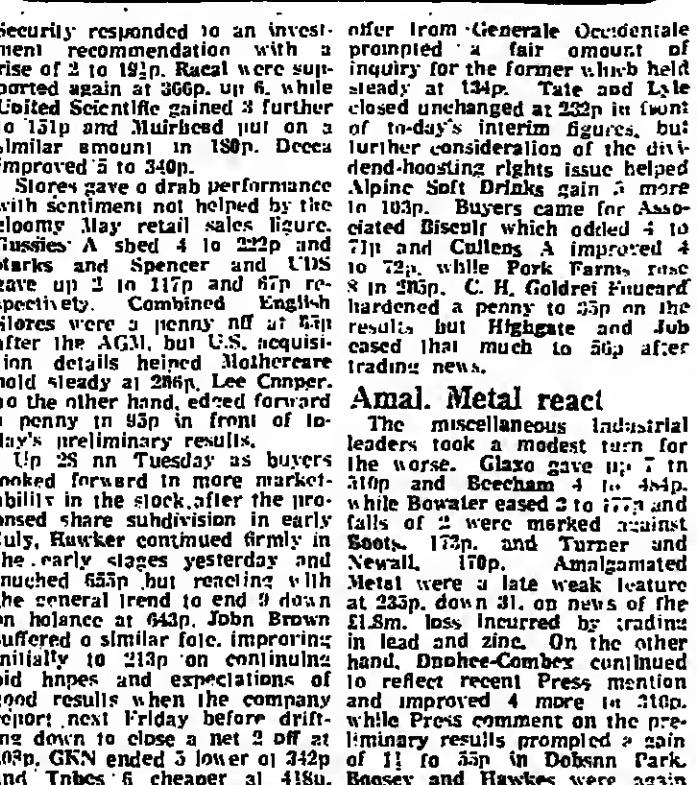 Security responded to an invest-
ment recommendation with a
rise of 2 to 192p. Racal were sup-
ported again at 366p. up 6. while
United Scientific gained 3 further
to 151p and Muirhead put on a
similar amount in 180p. Decca
improved 5 to 340p.
Stores gave a drab performance
with sentiment not helped by the
gloomy May retail sales figure.
Gussies A shed 4 to 222p and
Marks and Spencer and UDS
gave up 2 to 117p and 67p re-
spectively. Combined English
Stores were a penny off at
after the AGM, but U.S. acquisi-
tion details helped Mothercare
hold steady at 286p. Lee Cooper.
on the other hand, edged forward
a penny to 95p in front of to-
day's preliminary results.
Up 28 on Tuesday as buyers
looked forward to more market-
ability in the stock after the pro-
posed share subdivision in early
July, Hawker continued firmly in
the early stages yesterday and
touched 655p but reacting with
the general trend to end 9 down
on balance at 643p. John Brown
suffered a similar fate. improving
initially to 213p on continuing
bid hopes and expectations of
good results when the company
report next Friday before drift-
ing down to close a net 2 off at
GKN ended 5 lower at 342p
and Tubes 6 cheaper at 418p.
offer from Generale Occidentale
prompted a fair amount of
inquiry for the former which held
steady at 134p. Tate and Lyle
closed unchanged at 232p in front
of to-day's interim figures, but
further consideration of the divi-
dend-boosting rights issue helped
Alpine Soft Drinks gain 5 more
to 103p. Buyers came for Asso-
ciated Biscuit which added 4 to
71p and Cullens A improved 4
to 72p, while Pork Farms rose
8 to C. H. Goldrei Foucard
hardened a penny to 55p on the
results but Highgate and Job
eased that much to 56p after
trading news.
Amal. Metal react
The miscellaneous Industrial
leaders took a modest turn for
the worse. Glaxo gave up 7 to
510p and Beecham 4 to
while Bowater eased 2 to 177p and
falls of 2 were marked against
Boots, 173p. and Turner and
Newall, 170p. Amalgamated
Metal were a late weak feature
at 235p. down 31. on news of the
£1.8m. loss incurred by trading
in lead and zinc. On the other
hand, Dunbee-Combex continued
to reflect recent Press mention
and improved 4 more to
while Press comment on the pre-
liminary results prompted a gain
of to 55p in Dobson Park.
Boosey and Hawkes were again